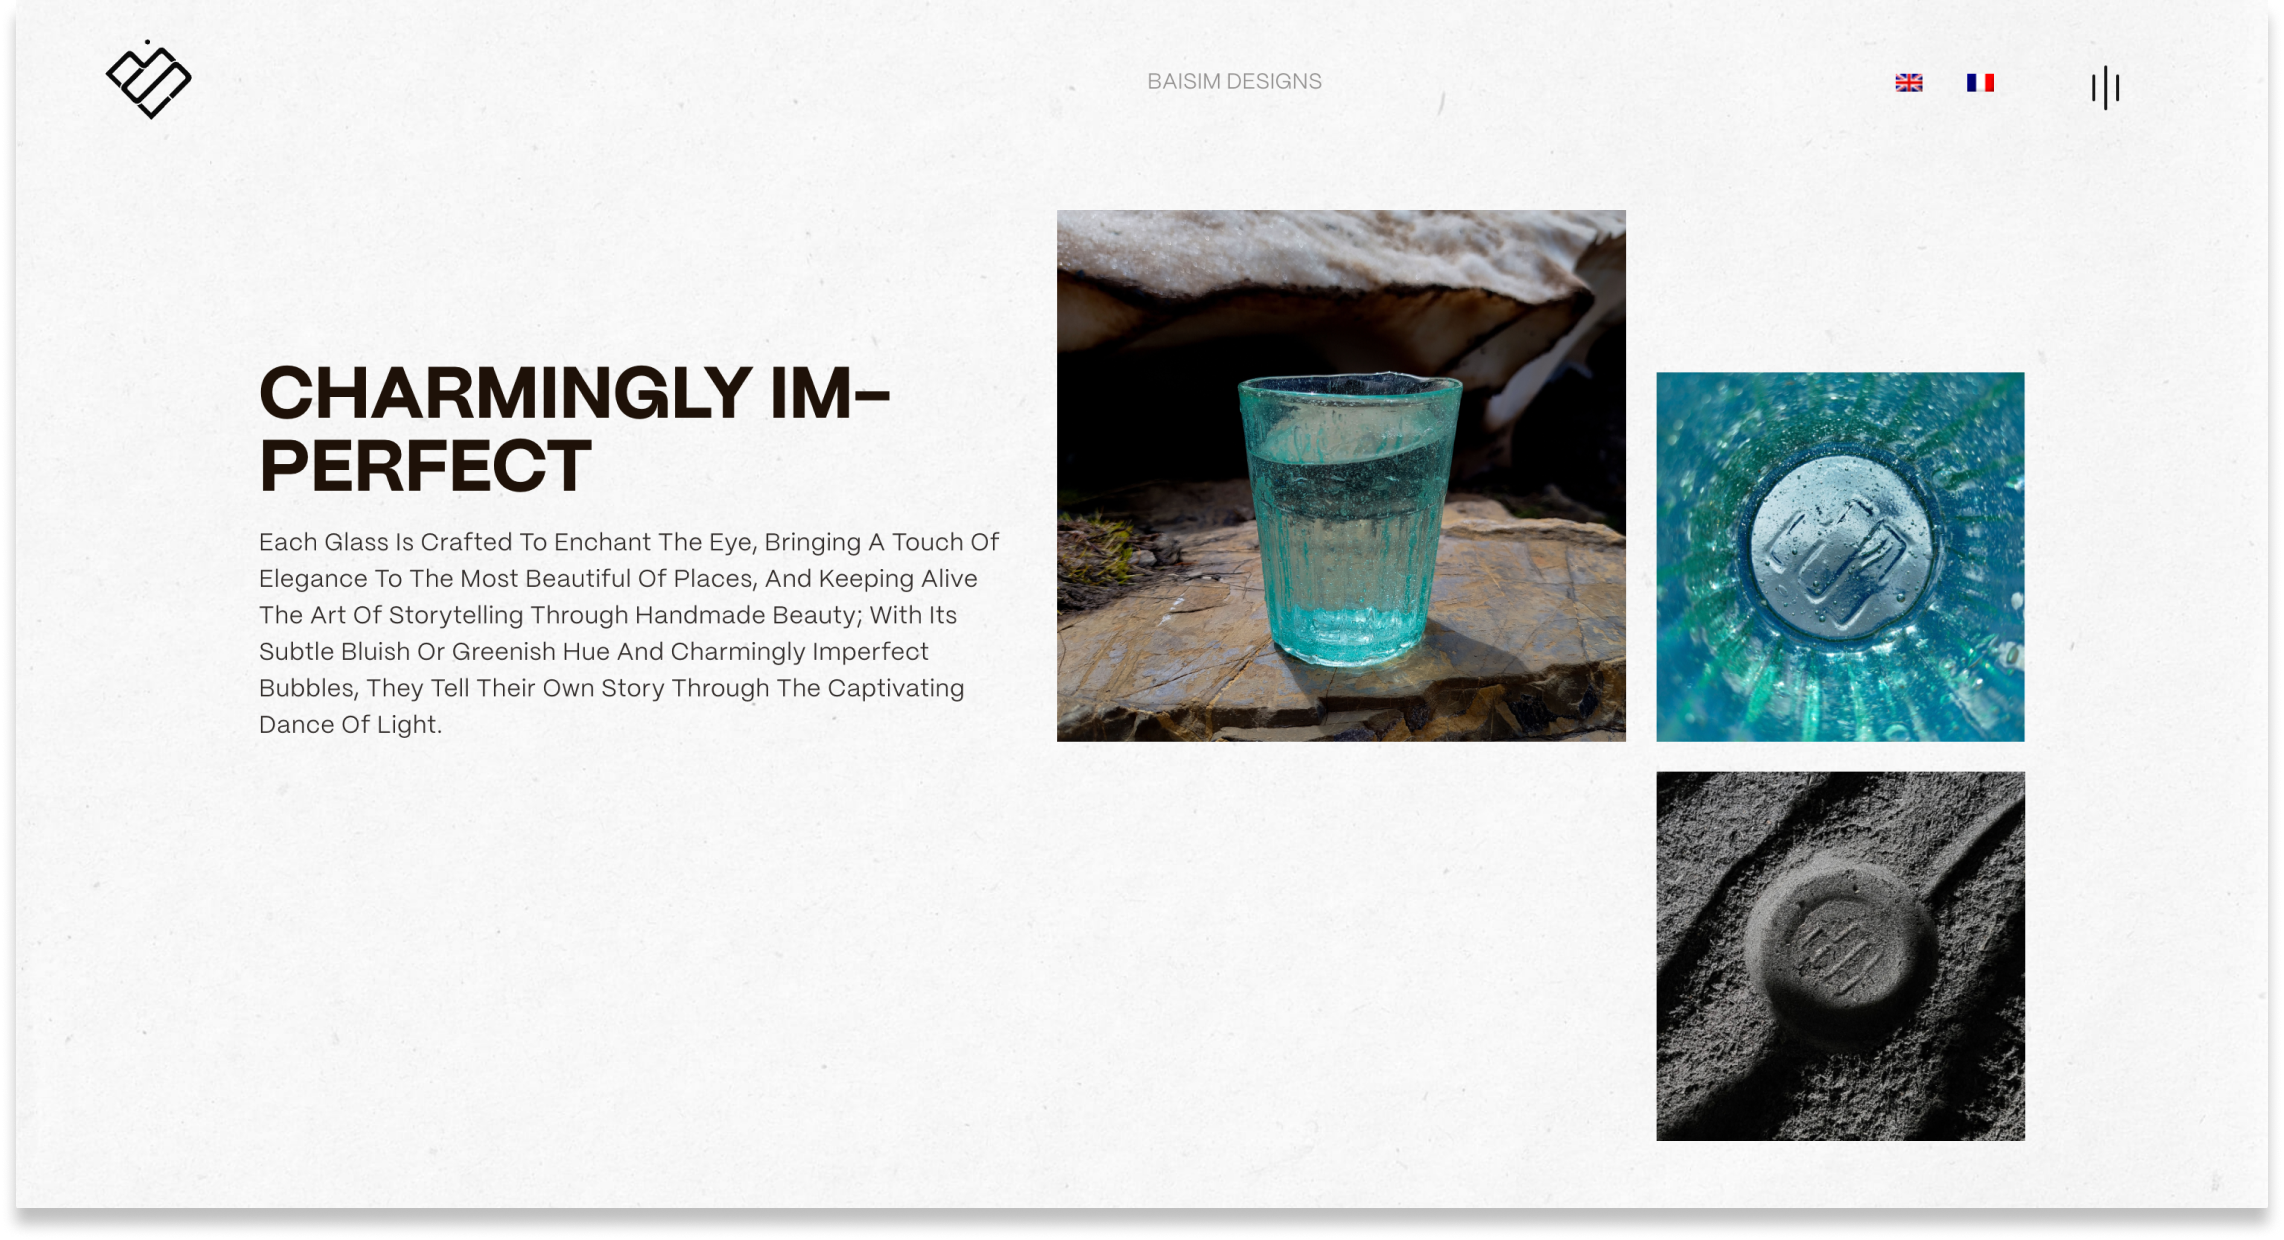 BAISIM DESIGNS
CHARMINGLY IM–
PERFECT
Each Glass Is Crafted To Enchant The Eye, Bringing A Touch Of
Elegance To The Most Beautiful Of Places, And Keeping Alive
The Art Of Storytelling Through Handmade Beauty; With Its
Subtle Bluish Or Greenish Hue And Charmingly Imperfect
Bubbles, They Tell Their Own Story Through The Captivating
Dance Of Light.